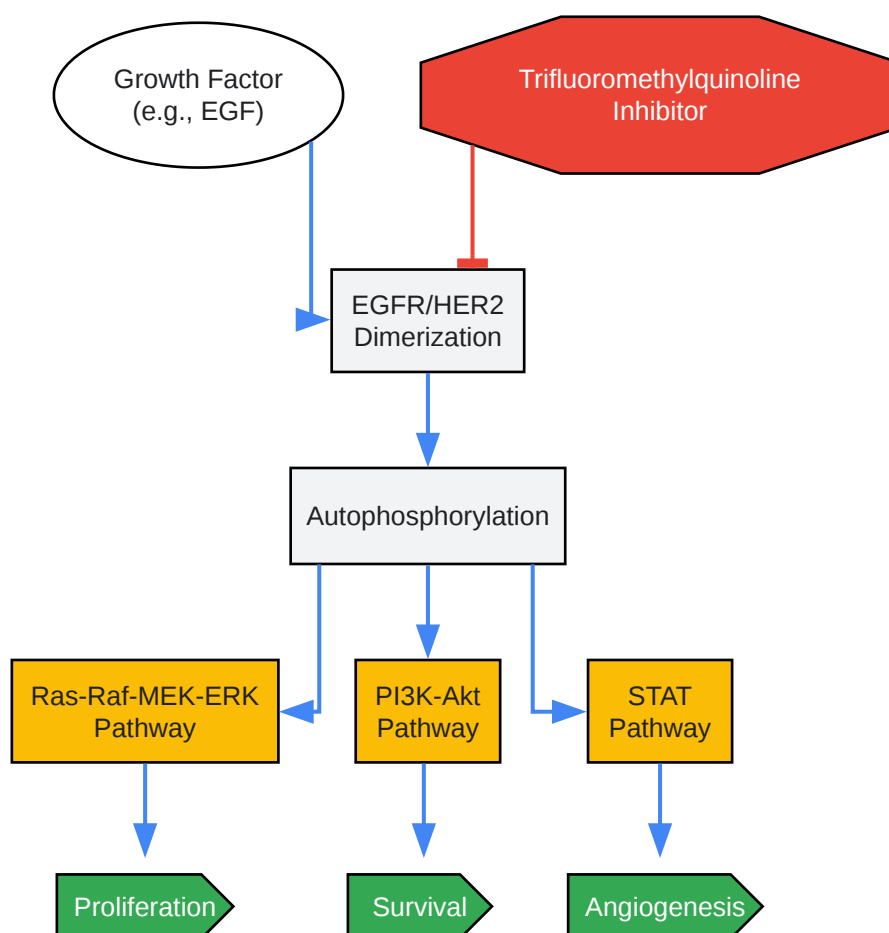 Growth Factor
(e.g., EGF)
Trifluoromethylquinoline
Inhibitor
EGFR/HER2
Dimerization
Autophosphorylation
Ras-Raf-MEK-ERK
Pathway
PI3K-Akt
Pathway
STAT
Pathway
Proliferation
Survival
Angiogenesis